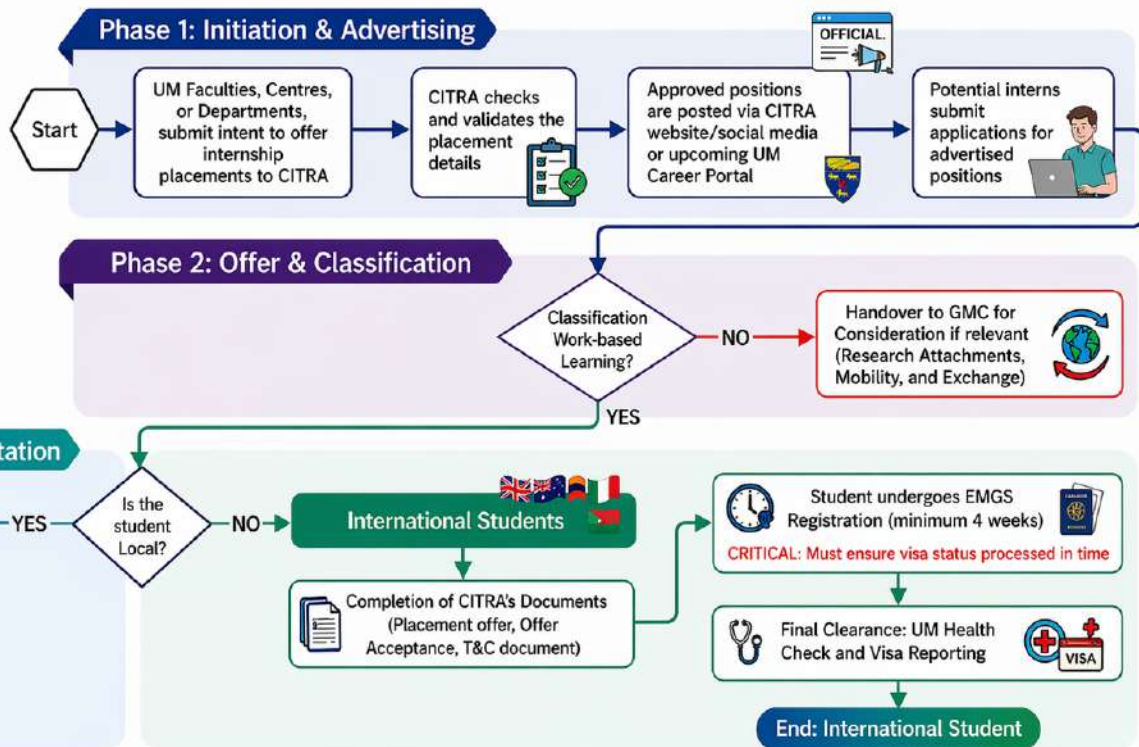 Phase 1: Initiation & Advertising
OFFICIAL.
Start
UM Faculties, Centres,
or Departments,
submit intent to offer
internship
placements to CITRA
CITRA checks
and validates the
placement
details
Approved positions
are posted via CITRA
website/social media
or upcoming UM
Career Portal
Potential interns
submit
applications for
advertised
positions
Phase 2: Offer & Classification
Classification
Work-based
Learning?
NO
Handover to GMC for
Consideration if relevant
(Research Attachments,
Mobility, and Exchange)
YES
tation
YES
Is the
student
Local?
NO
International Students
Completion of CITRA's Documents
(Placement offer, Offer
Acceptance, T&C document)
Student undergoes EMGS
Registration (minimum 4 weeks)
CRITICAL: Must ensure visa status processed in time
Final Clearance: UM Health
Check and Visa Reporting
VISA
End: International Student